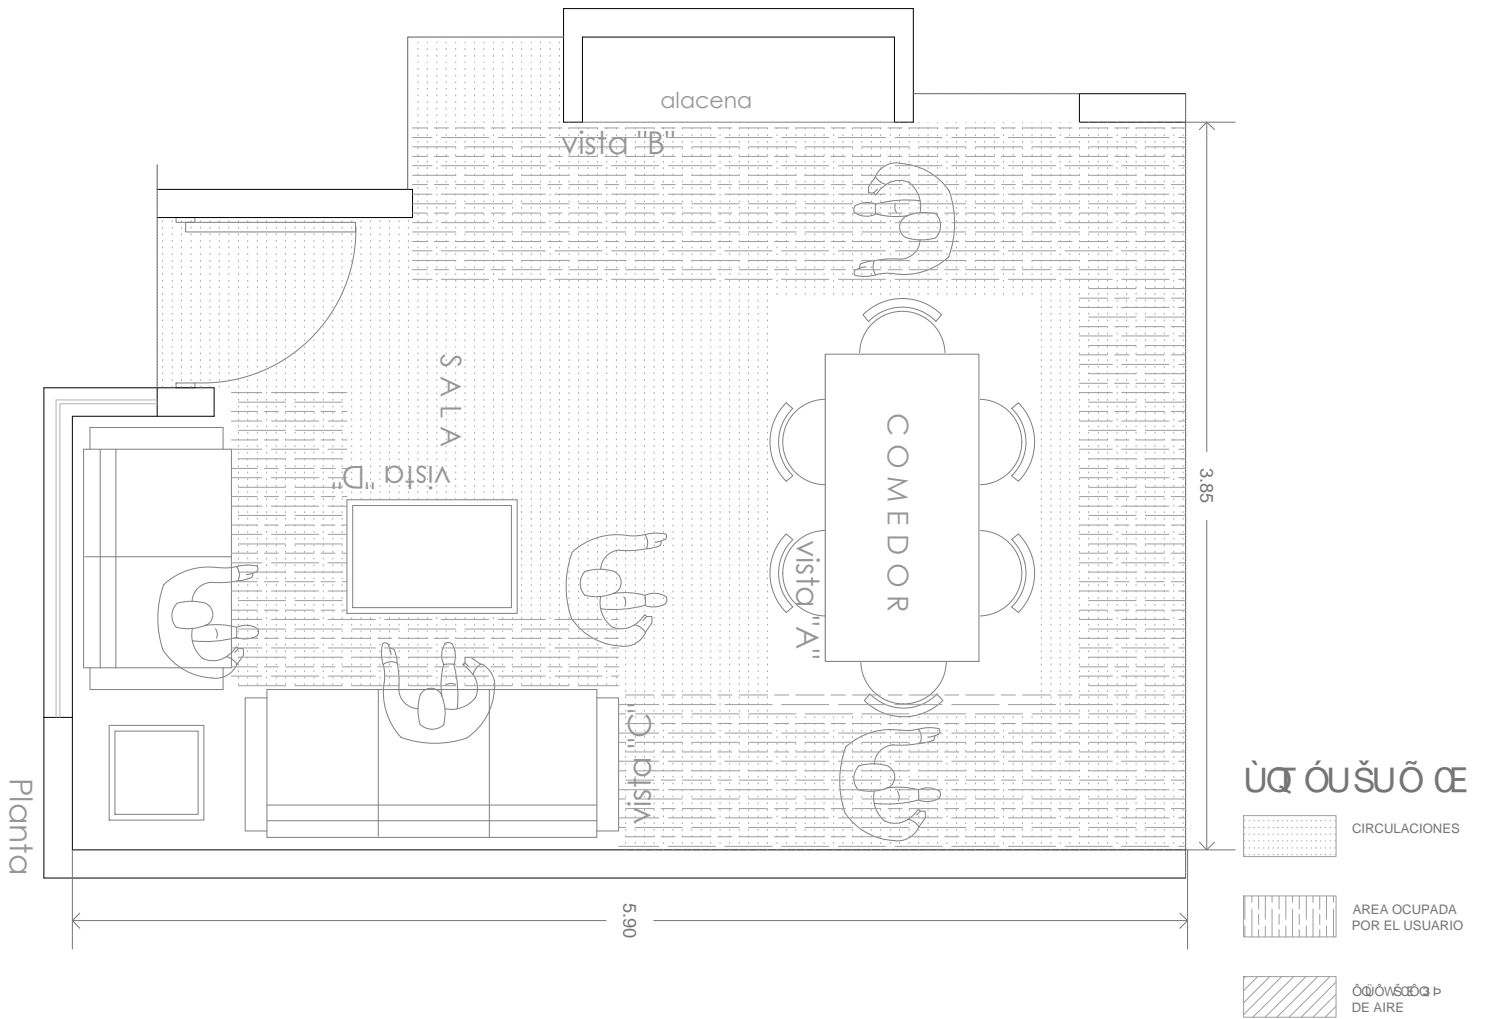 alacena
vista "B"
SALA
vista "D"
COMEDOR
vista "A"
3.85
vista "C"
Planta
5.90
CIRCULACIONES
AREA OCUPADA
POR EL USUARIO
DE AIRE